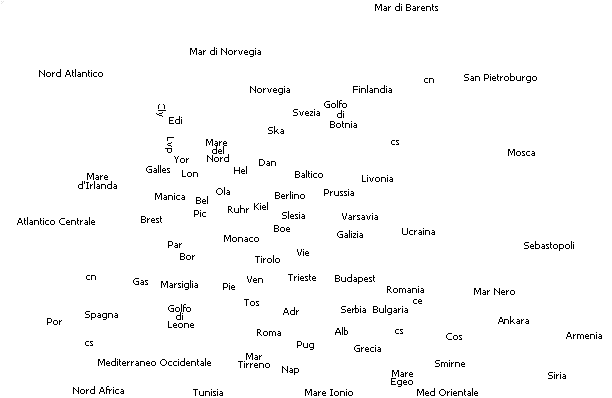 Mar di Barents
Mar di Norvegia
Nord Atlantico
cn
San Pietroburgo
Norvegia
Finlandia
Cly
Edi
Svezia
Golfo
di
Botnia
Ska
Lvp
Mare
del
Nord
cs
Mosca
Yor
Galles
Lon
Hel
Dan
Baltico
Livonia
Mare
d'Irlanda
Manica
Bel
Pic
Ola
Ruhr
Kiel
Berlino
Prussia
Slesia
Varsavia
Atlantico Centrale
Brest
Boe
Galizia
Ucraina
Par
Bor
Monaco
Tirolo
Vie
Sebastopoli
cn
Gas
Marsiglia
Pie
Ven
Trieste
Budapest
Romania
ce
Mar Nero
Por
Spagna
Golfo
di
Leone
Tos
Adr
Serbia
Bulgaria
Ankara
cs
Roma
Alb
cs
Cos
Armenia
Pug
Grecia
Mediterraneo Occidentale
Mar
Tirreno
Nap
Smirne
Mare
Egeo
Siria
Nord Africa
Tunisia
Mare Ionio
Med Orientale